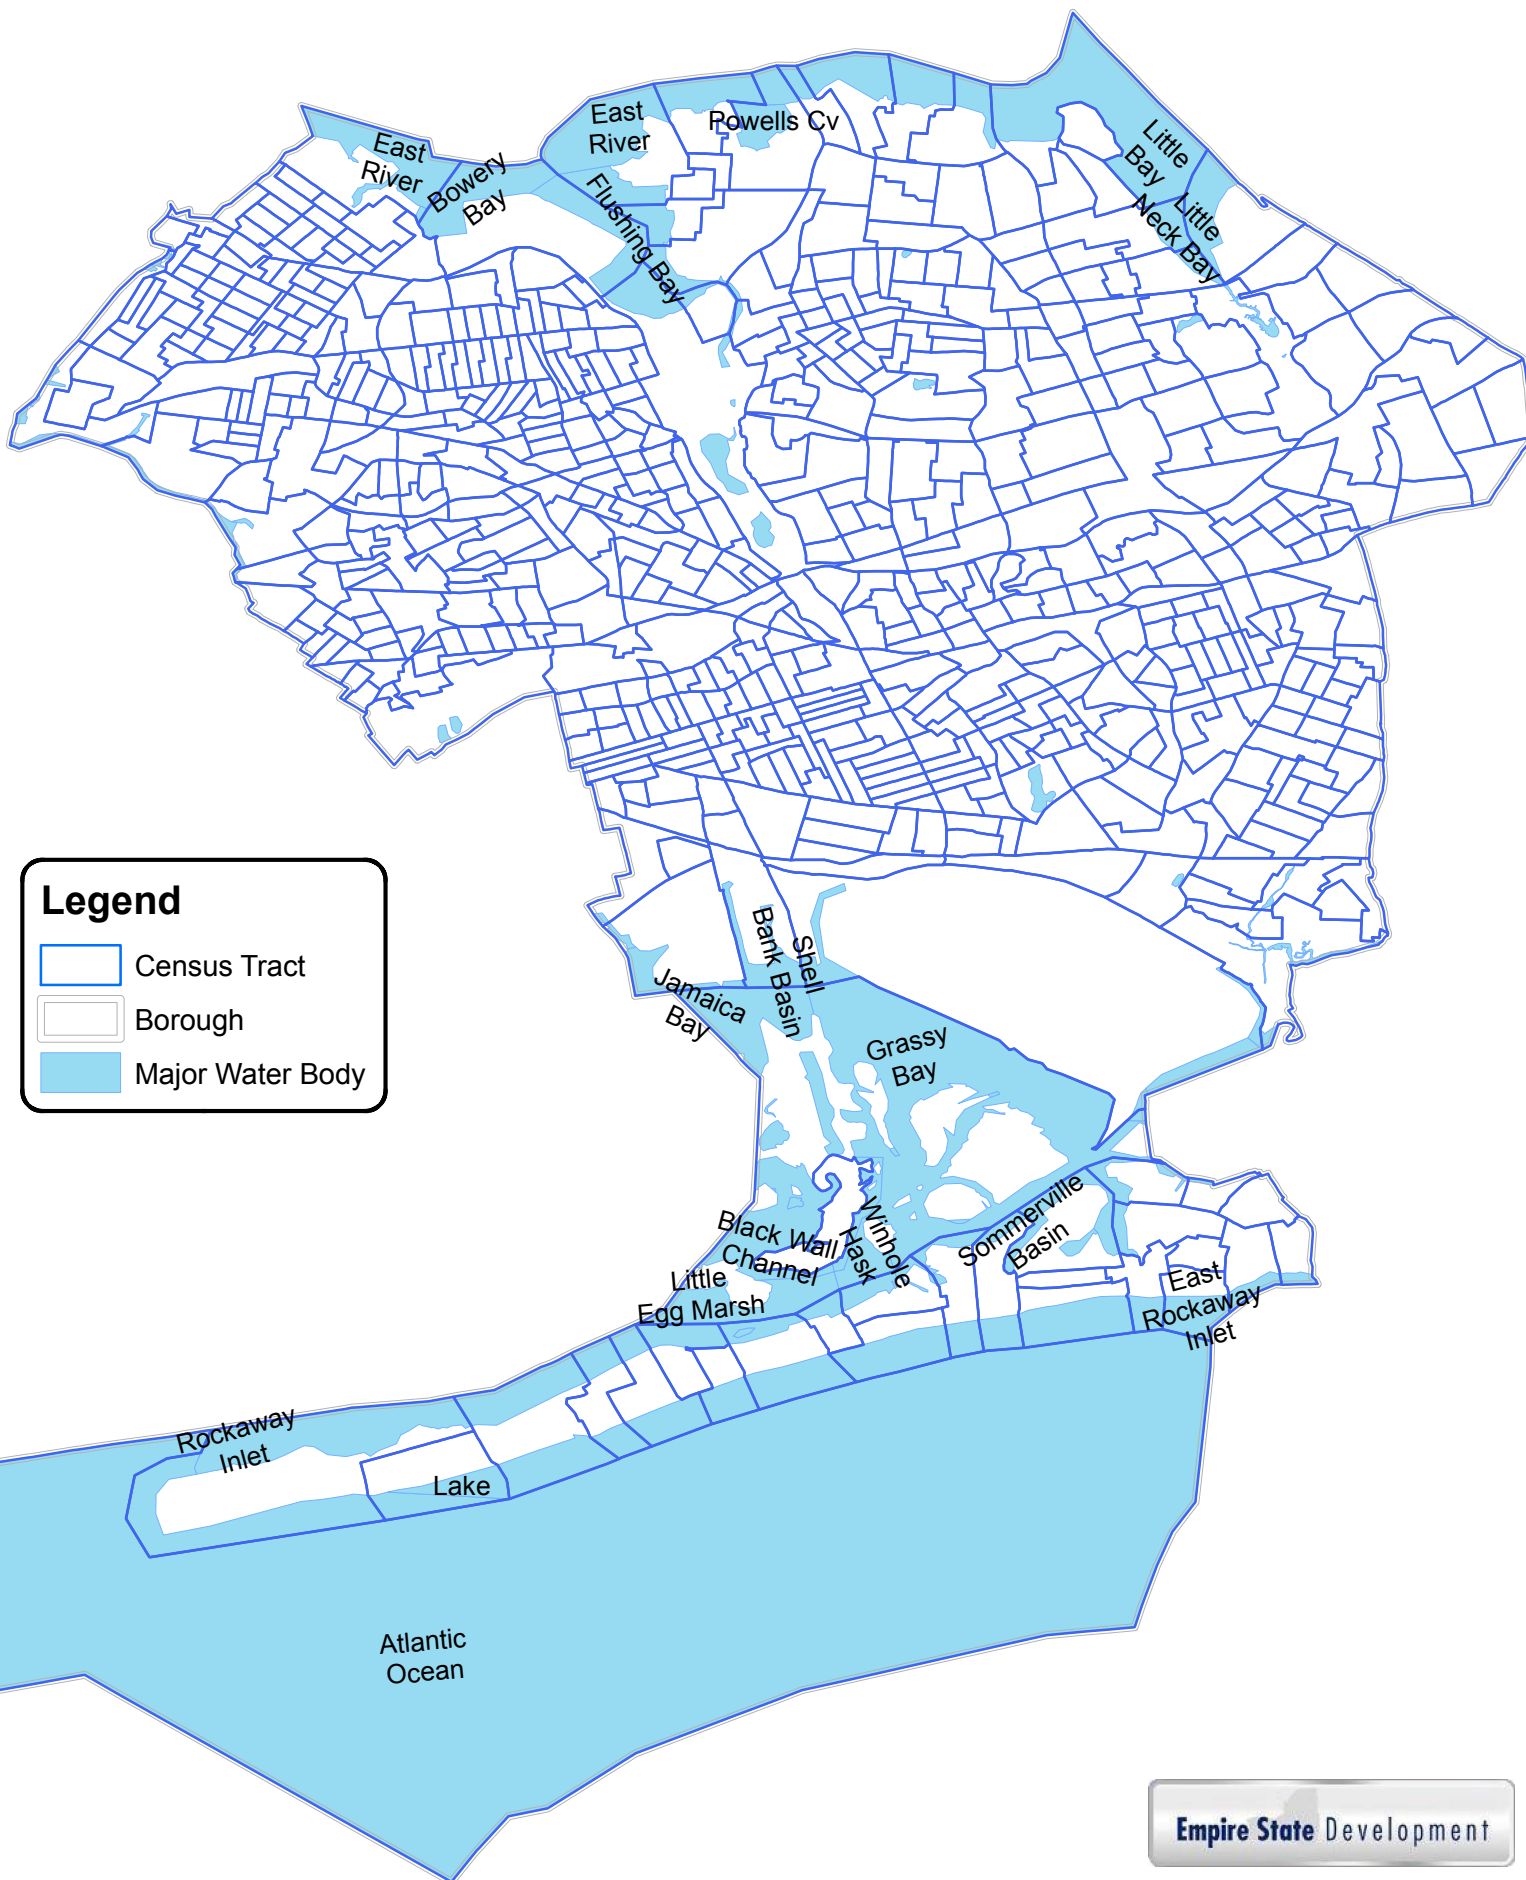 East
River
Powells Cv
East
River
Bowery
Bay
Flushing Bay
Little
Bay
Little
Neck Bay
Legend
Census Tract
Borough
Major Water Body
Shell
Bank Basin
Jamaica
Bay
Grassy
Bay
Sommerville
Basin
Winhole
Hask
Black Wall
Channel
Little
Egg Marsh
East
Rockaway
Inlet
Rockaway
Inlet
Lake
Atlantic
Ocean
Empire State Development